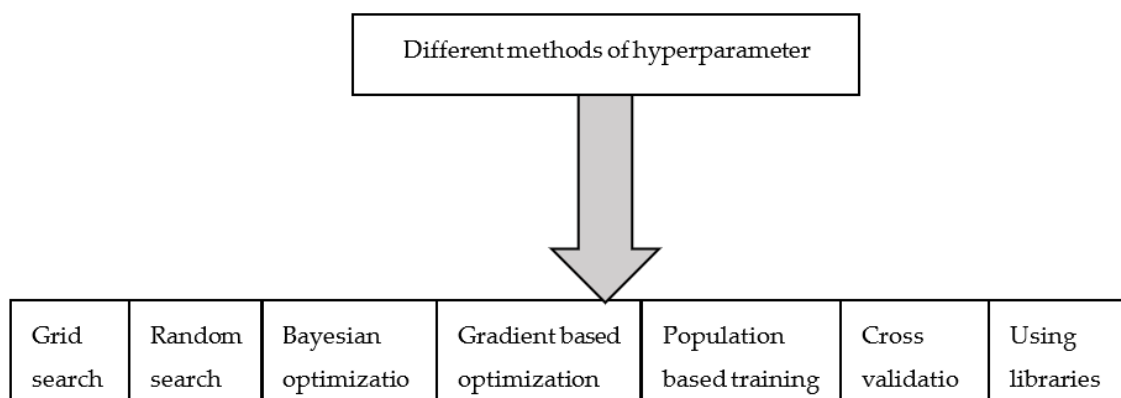 Different methods of hyperparameter
Grid
search
Random
search
Bayesian
optimizatio
Gradient based
optimization
Population
based training
Cross
validatio
Using
libraries